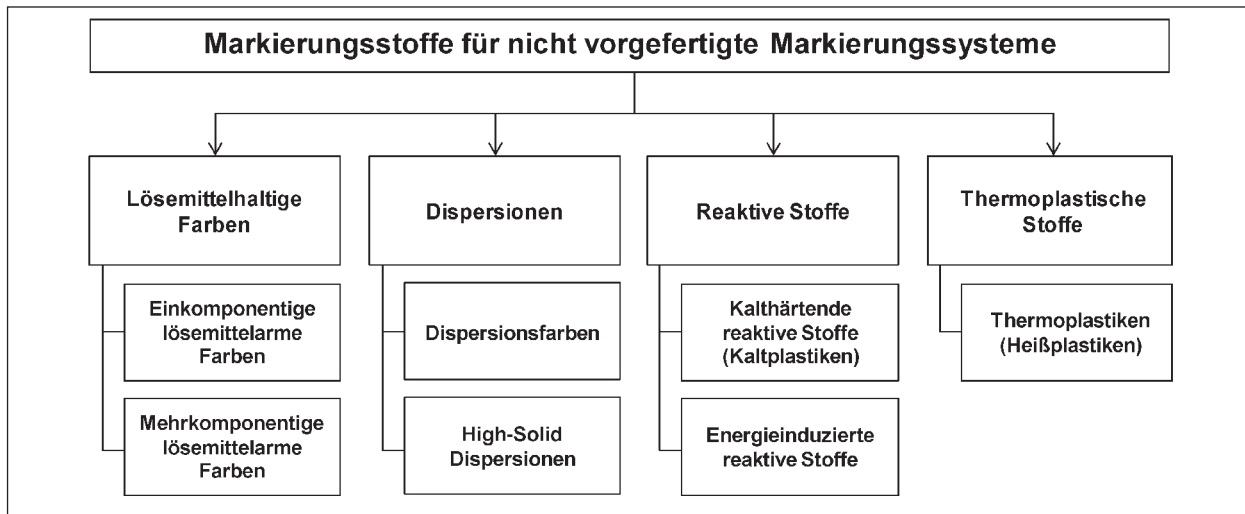 Markierungsstoffe für nicht vorgefertigte Markierungssysteme
Lösemittelhaltige
Farben
Dispersionen
Reaktive Stoffe
Thermoplastische
Stoffe
Einkomponentige
lösemittelarme
Farben
Dispersionsfarben
Kalthärtende
reaktive Stoffe
(Kaltplastiken)
Thermoplastiken
(Heißplastiken)
Mehrkomponentige
lösemittelarme
Farben
High-Solid
Dispersionen
Energieinduzierte
reaktive Stoffe